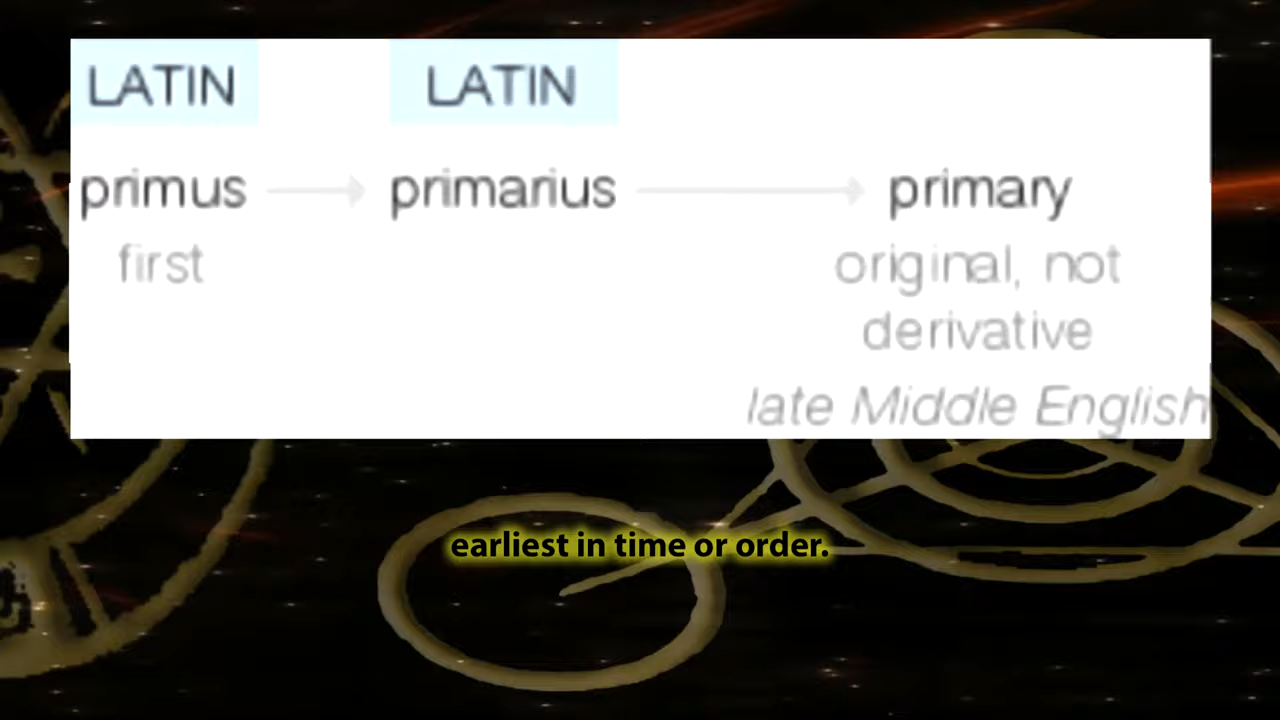 LATIN LATIN
primus primarius primary
first original, not
derivative
late Middle English
earliest in time or order.